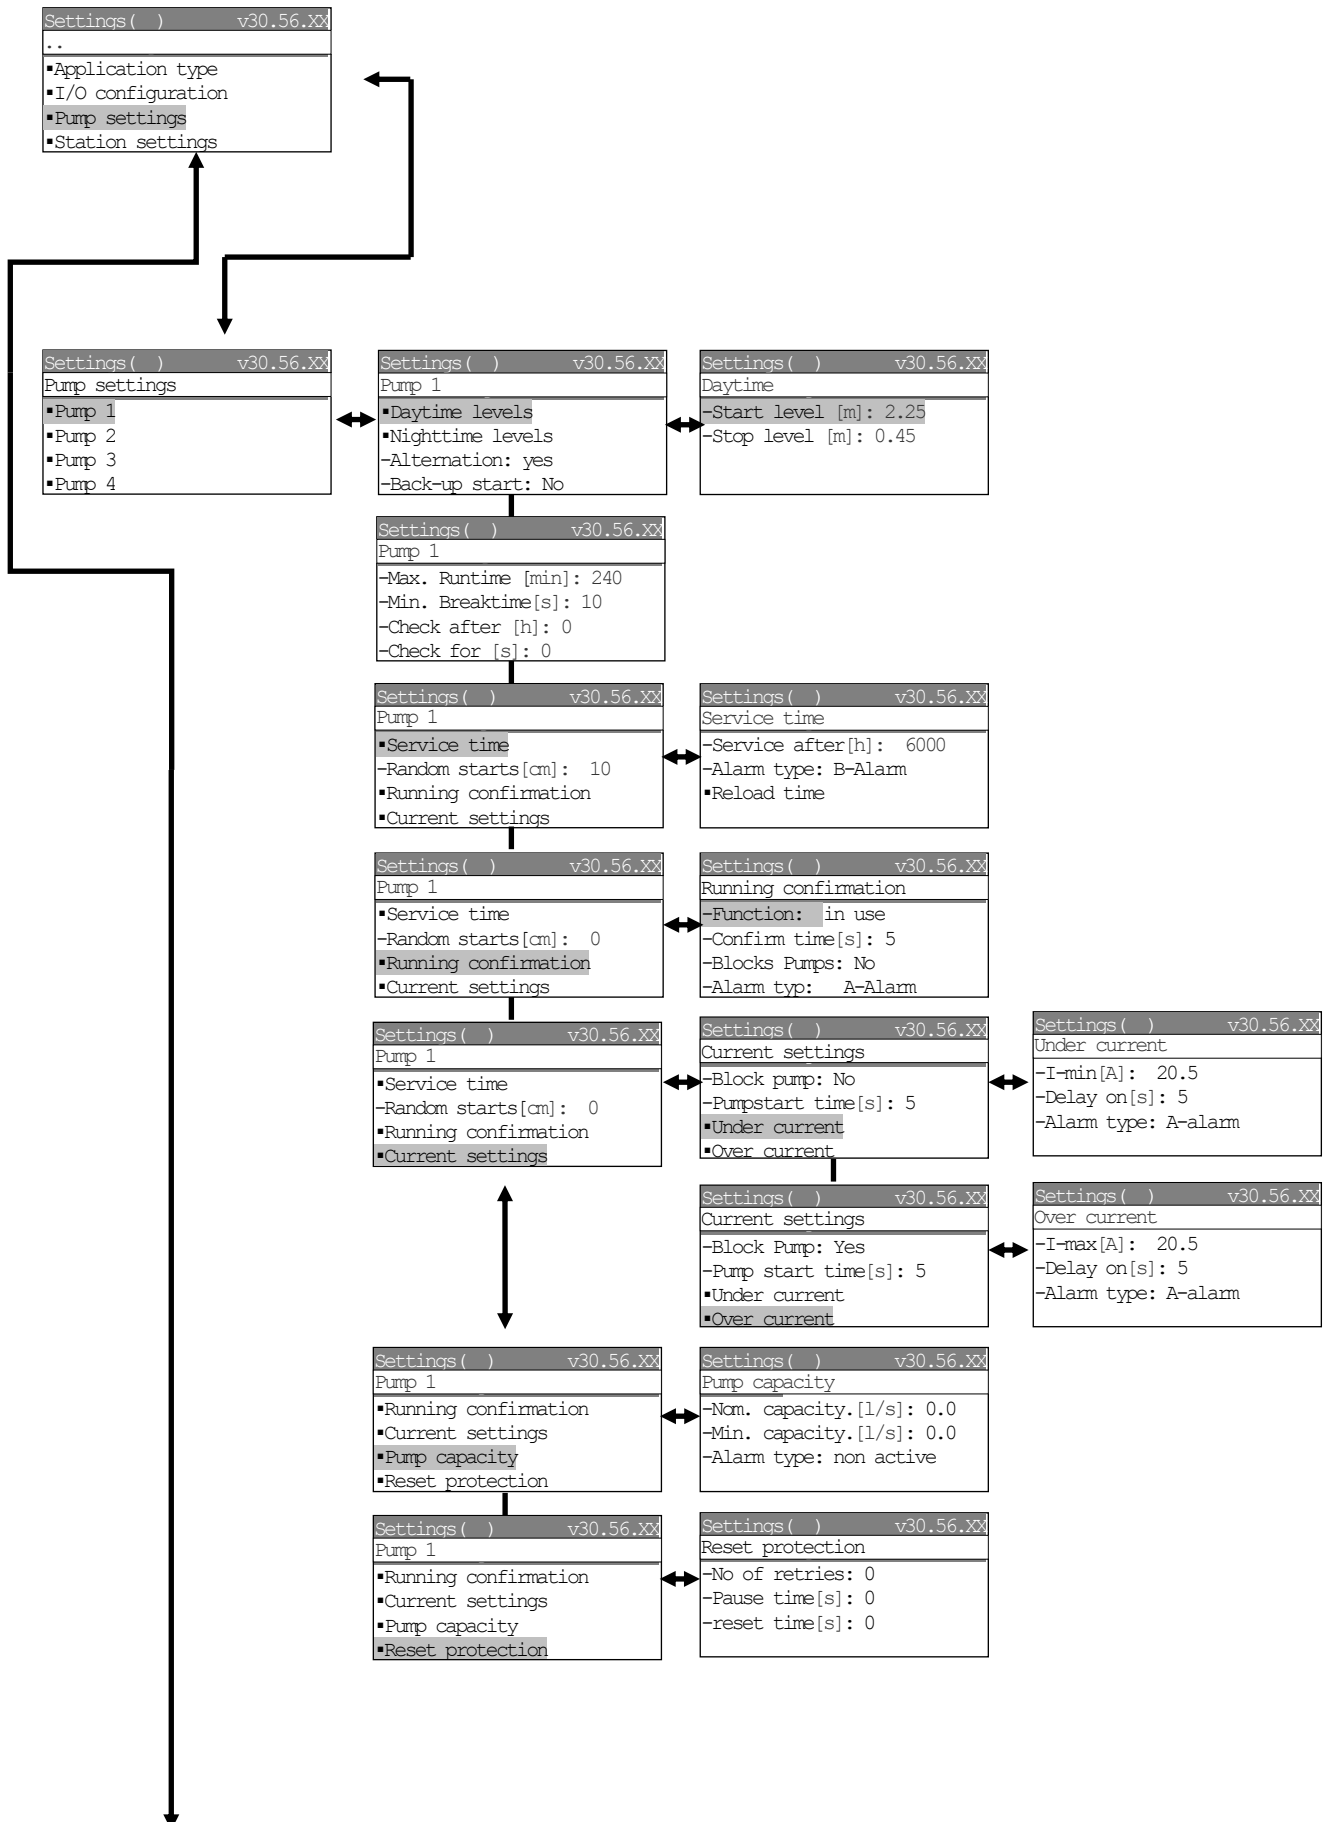 Settings( ) v30.56.XX
..
▪Application type
▪I/O configuration
▪Pump settings
▪Station settings
Settings( ) v30.56.XX
Pump settings
▪Pump 1
▪Pump 2
▪Pump 3
▪Pump 4
Settings( ) v30.56.XX
Pump 1
▪Daytime levels
▪Nighttime levels
-Alternation: yes
-Back-up start: No
Settings( ) v30.56.XX
Daytime
-Start level [m]: 2.25
-Stop level [m]: 0.45
Settings( ) v30.56.XX
Pump 1
-Max. Runtime [min]: 240
-Min. Breaktime[s]: 10
-Check after [h]: 0
-Check for [s]: 0
Settings( ) v30.56.XX
Pump 1
▪Service time
-Random starts[cm]: 10
▪Running confirmation
▪Current settings
Settings( ) v30.56.XX
Service time
-Service after[h]: 6000
-Alarm type: B-Alarm
▪Reload time
Settings( ) v30.56.XX
Pump 1
▪Service time
-Random starts[cm]: 0
▪Running confirmation
▪Current settings
Settings( ) v30.56.XX
Running confirmation
-Function: in use
-Confirm time[s]: 5
-Blocks Pumps: No
-Alarm typ: A-Alarm
Settings( ) v30.56.XX
Pump 1
▪Service time
-Random starts[cm]: 0
▪Running confirmation
▪Current settings
Settings( ) v30.56.XX
Current settings
-Block pump: No
-Pumpstart time[s]: 5
▪Under current
▪Over current
Settings( ) v30.56.XX
Under current
-I-min[A]: 20.5
-Delay on[s]: 5
-Alarm type: A-alarm
Settings( ) v30.56.XX
Current settings
-Block Pump: Yes
-Pump start time[s]: 5
▪Under current
▪Over current
Settings( ) v30.56.XX
Over current
-I-max[A]: 20.5
-Delay on[s]: 5
-Alarm type: A-alarm
Settings( ) v30.56.XX
Pump 1
▪Running confirmation
▪Current settings
▪Pump capacity
▪Reset protection
Settings( ) v30.56.XX
Pump capacity
-Nom. capacity.[l/s]: 0.0
-Min. capacity.[l/s]: 0.0
-Alarm type: non active
Settings( ) v30.56.XX
Pump 1
▪Running confirmation
▪Current settings
▪Pump capacity
▪Reset protection
Settings( ) v30.56.XX
Reset protection
-No of retries: 0
-Pause time[s]: 0
-reset time[s]: 0